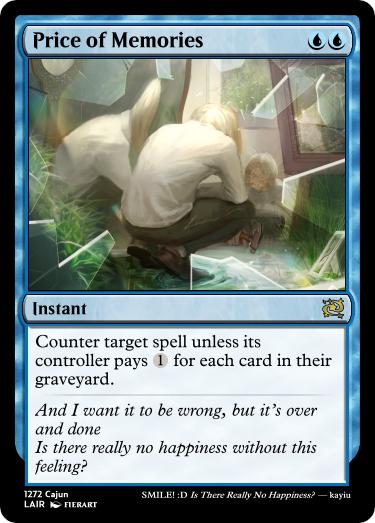 Price of Memories
Instant
Counter target spell unless its
controller pays 1 for each card in their
graveyard.
And I want it to be wrong, but it's over
and done
Is there really no happiness without this
feeling?
1272 Cajun
SMILE! :D Is There Really No Happiness? — kayiu
LAIR FIERART